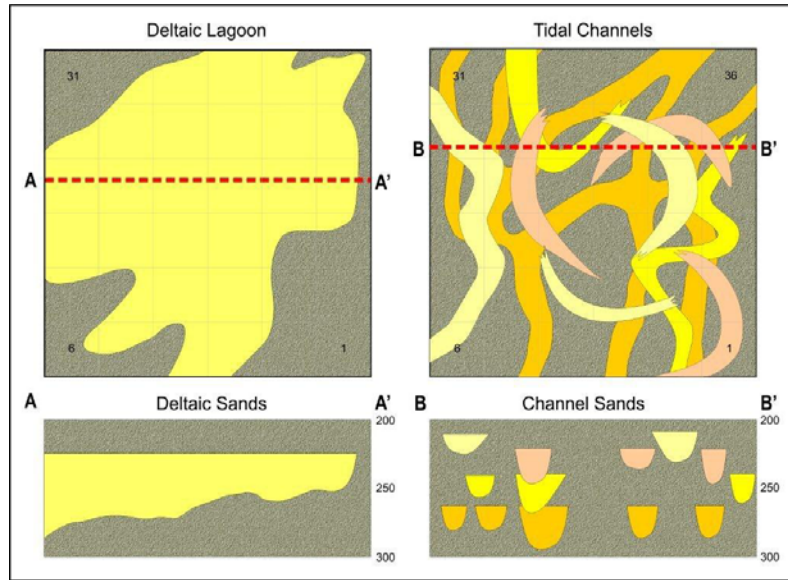 Deltaic Lagoon
Tidal Channels
31
31
36
A
A'
B
B'
6
1
6
1
A
Deltaic Sands
A'
B
Channel Sands
B'
200
200
250
250
300
300